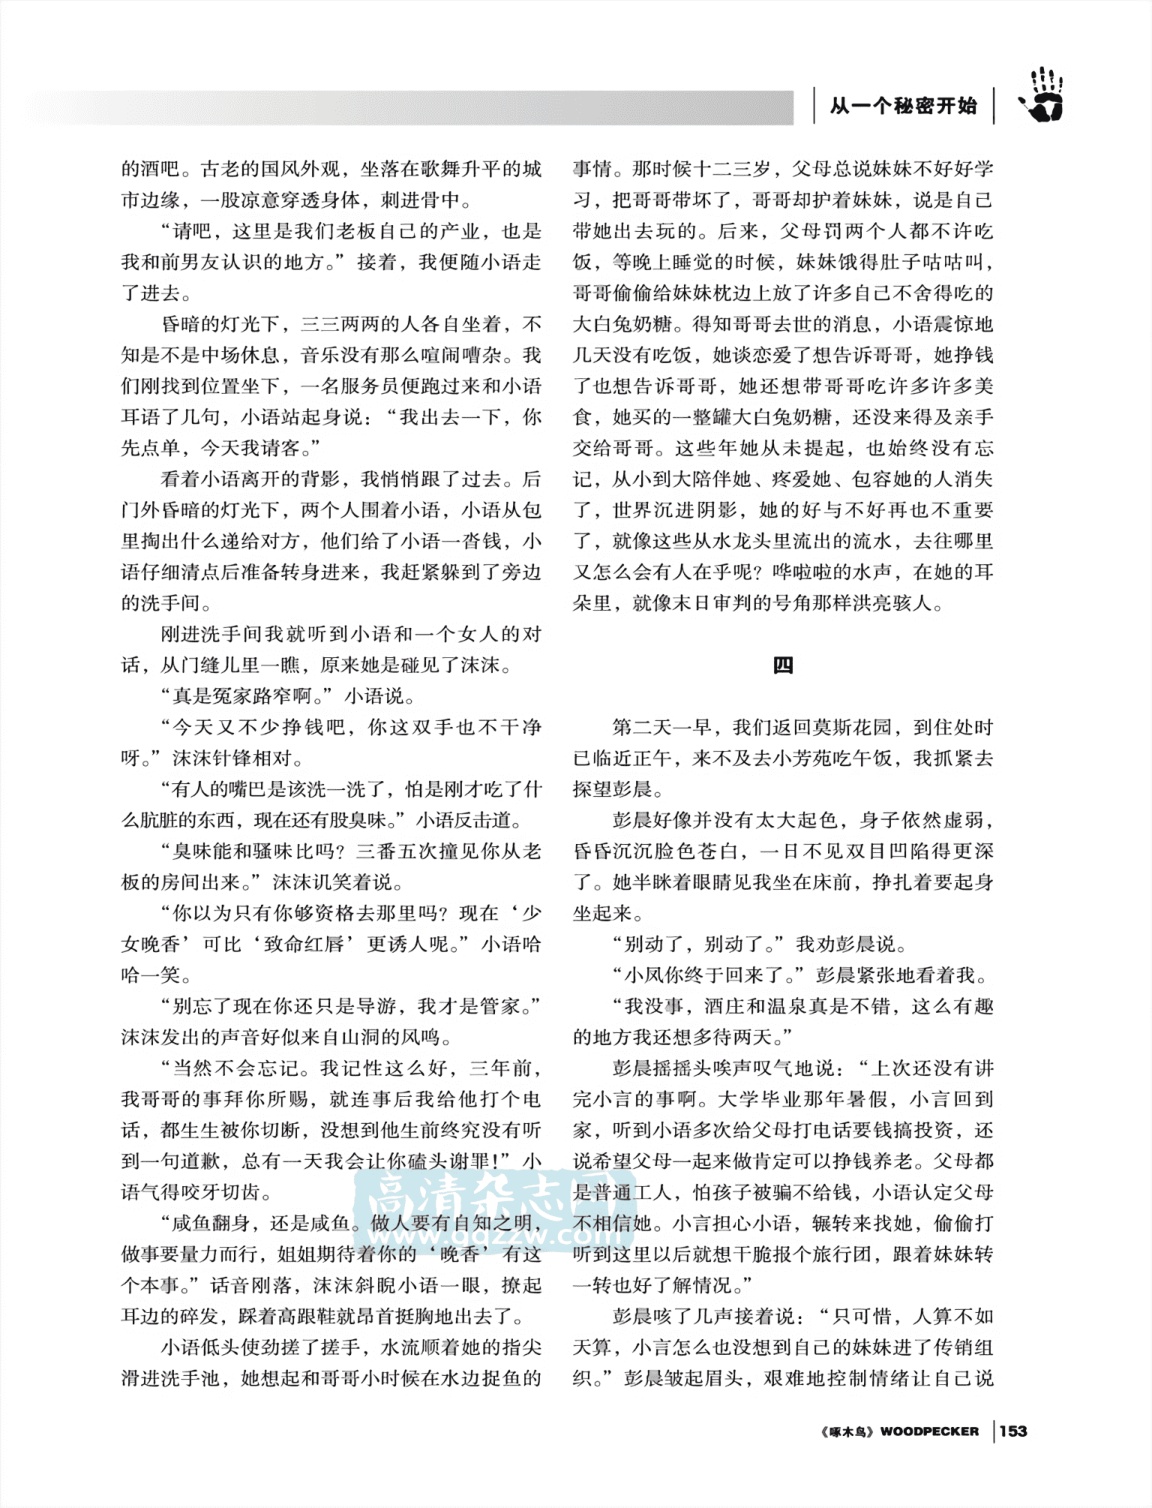 从一个秘密开始
的酒吧。古老的国风外观，坐落在歌舞升平的城
市边缘，一股凉意穿透身体，刺进骨中。
“请吧，这里是我们老板自己的产业，也是
我和前男友认识的地方。”接着，我便随小语走
了进去。
昏暗的灯光下，三三两两的人各自坐着，不
知是不是中场休息，音乐没有那么喧闹嘈杂。我
们刚找到位置坐下，一名服务员便跑过来和小语
耳语了几句，小语站起身说：“我出去一下，你
先点单，今天我请客。”
看着小语离开的背影，我悄悄跟了过去。后
门外昏暗的灯光下，两个人围着小语，小语从包
里掏出什么递给对方，他们给了小语一沓钱，小
语仔细清点后准备转身进来，我赶紧躲到了旁边
的洗手间。
刚进洗手间我就听到小语和一个女人的对
话，从门缝儿里一瞧，原来她是碰见了沫沫。
“真是冤家路窄啊。”小语说。
“今天又不少挣钱吧，你这双手也不干净
呀。”沫沫针锋相对。
“有人的嘴巴是该洗一洗了，怕是刚才吃了什
么肮脏的东西，现在还有股臭味。”小语反击道。
“臭味能和骚味比吗？三番五次撞见你从老
板的房间出来。”沫沫讥笑着说。
“你以为只有你够资格去那里吗？现在‘少
女晚香’可比‘致命红唇’更诱人呢。”小语哈
哈一笑。
“别忘了现在你还只是导游，我才是管家。”
沫沫发出的声音好似来自山洞的风鸣。
“当然不会忘记。我记性这么好，三年前，
我哥哥的事拜你所赐，就连事后我给他打个电
话，都生生被你切断，没想到他生前终究没有听
到一句道歉，总有一天我会让你磕头谢罪！”小
语气得咬牙切齿。
“咸鱼翻身，还是咸鱼。做人要有自知之明，
做事要量力而行，姐姐期待着你的‘晚香’有这
个本事。”话音刚落，沫沫斜睨小语一眼，撩起
耳边的碎发，踩着高跟鞋就昂首挺胸地出去了。
小语低头使劲搓了搓手，水流顺着她的指尖
滑进洗手池，她想起和哥哥小时候在水边捉鱼的
事情。那时候十二三岁，父母总说妹妹不好好学
习，把哥哥带坏了，哥哥却护着妹妹，说是自己
带她出去玩的。后来，父母罚两个人都不许吃
饭，等晚上睡觉的时候，妹妹饿得肚子咕咕叫，
哥哥偷偷给妹妹枕边上放了许多自己不舍得吃的
大白兔奶糖。得知哥哥去世的消息，小语震惊地
几天没有吃饭，她谈恋爱了想告诉哥哥，她挣钱
了也想告诉哥哥，她还想带哥哥吃许多许多美
食，她买的一整罐大白兔奶糖，还没来得及亲手
交给哥哥。这些年她从未提起，也始终没有忘
记，从小到大陪伴她、疼爱她、包容她的人消失
了，世界沉进阴影，她的好与不好再也不重要
了，就像这些从水龙头里流出的流水，去往哪里
又怎么会有人在乎呢？哗啦啦的水声，在她的耳
朵里，就像末日审判的号角那样洪亮骇人。
四
第二天一早，我们返回莫斯花园，到住处时
已临近正午，来不及去小芳苑吃午饭，我抓紧去
探望彭晨。
彭晨好像并没有太大起色，身子依然虚弱，
昏昏沉沉脸色苍白，一日不见双目凹陷得更深
了。她半眯着眼睛见我坐在床前，挣扎着要起身
坐起来。
“别动了，别动了。”我劝彭晨说。
“小凤你终于回来了。”彭晨紧张地看着我。
“我没事，酒庄和温泉真是不错，这么有趣
的地方我还想多待两天。”
彭晨摇摇头唉声叹气地说：“上次还没有讲
完小言的事啊。大学毕业那年暑假，小言回到
家，听到小语多次给父母打电话要钱搞投资，还
说希望父母一起来做肯定可以挣钱养老。父母都
是普通工人，怕孩子被骗不给钱，小语认定父母
不相信她。小言担心小语，辗转来找她，偷偷打
听到这里以后就想干脆报个旅行团，跟着妹妹转
一转也好了解情况。”
彭晨咳了几声接着说：“只可惜，人算不如
天算，小言怎么也没想到自己的妹妹进了传销组
织。”彭晨皱起眉头，艰难地控制情绪让自己说
高清杂志网
www.gqzzw.com
《啄木鸟》WOODPECKER 153